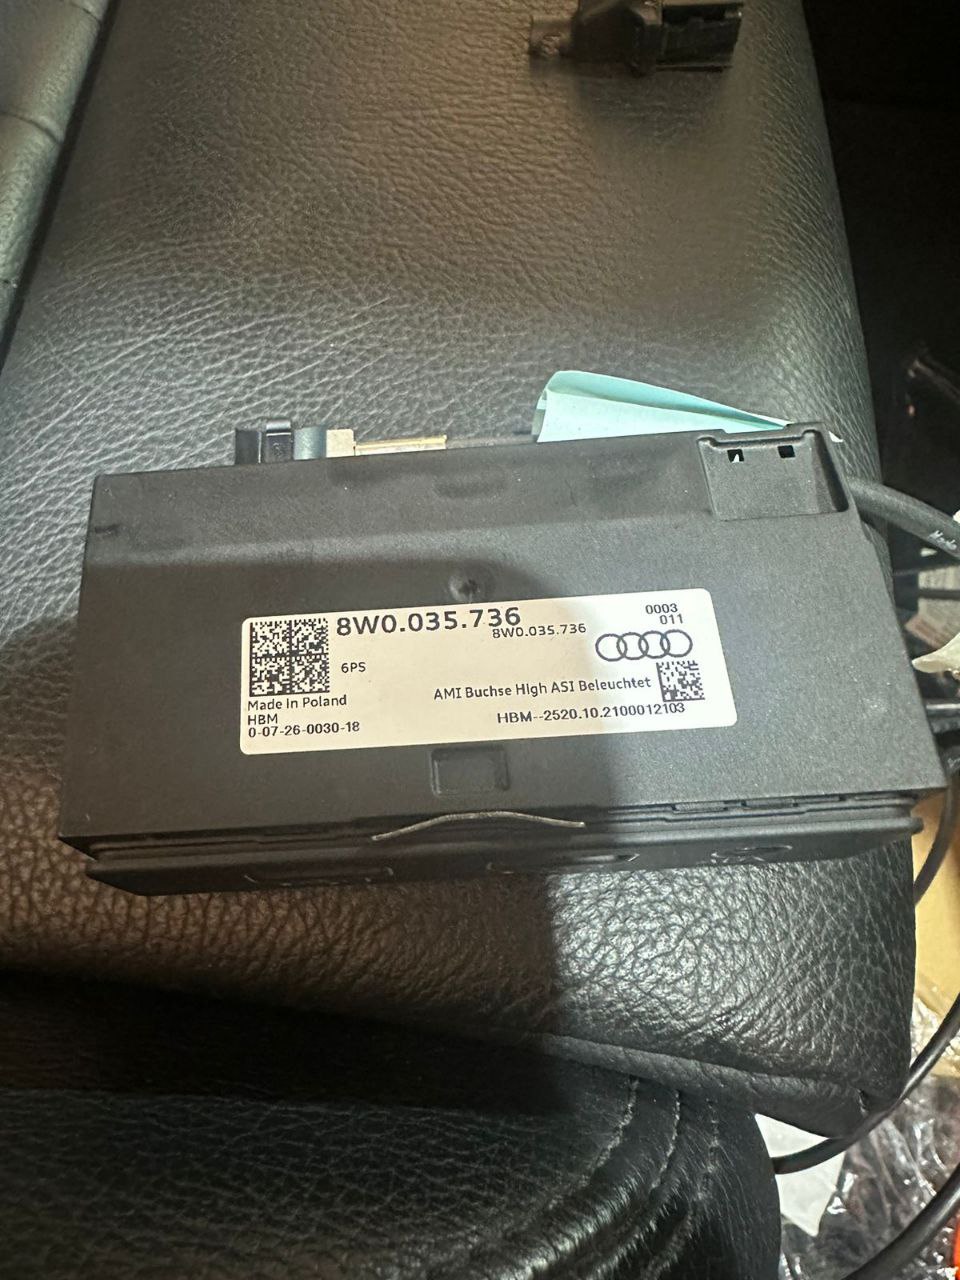 8W0.035.736
8W0.035.736
0003
011
6PS
Made in Poland
HBM
0-07-26-0030-18
AMI Buchse High ASI Beleuchtet
HBM--2520.10.2100012103
Made